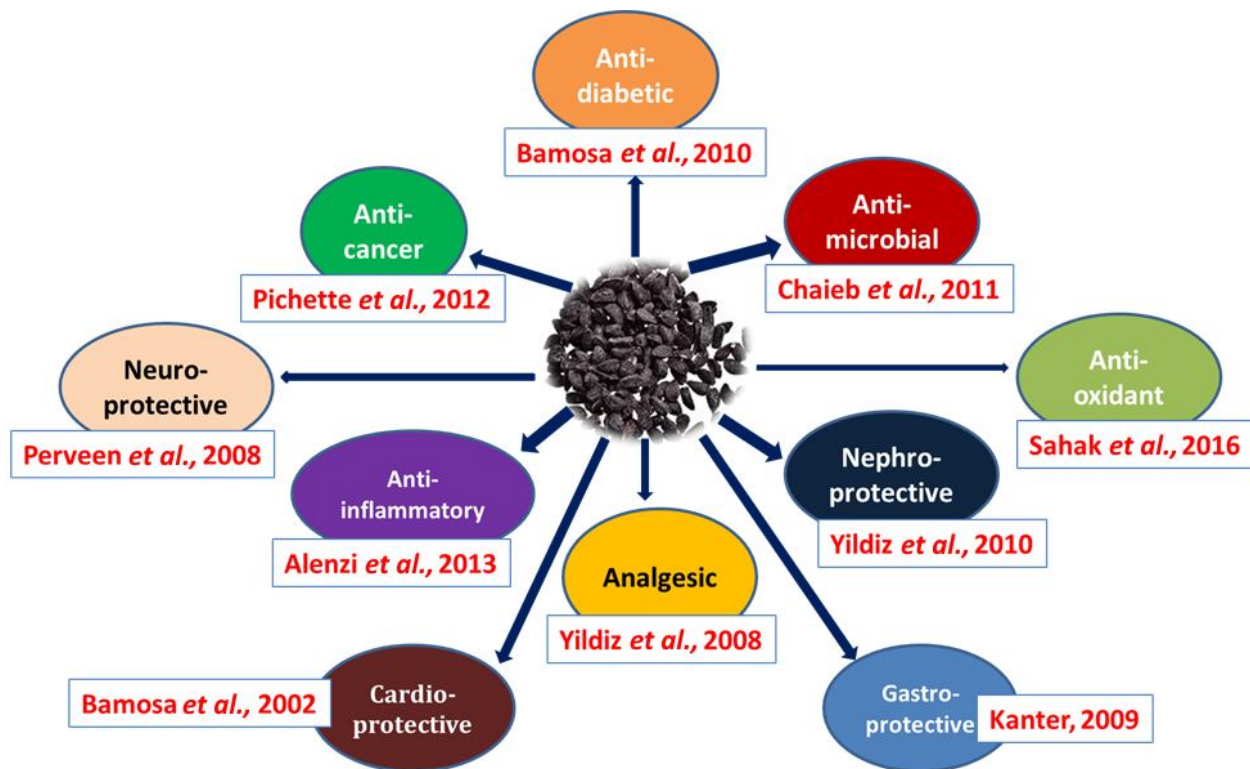 Anti-
diabetic
Bamosa et al., 2010
Anti-
cancer
Pichette et al., 2012
Anti-
microbial
Chaieb et al., 2011
Neuro-
protective
Perveen et al., 2008
Anti-
oxidant
Sahak et al., 2016
Anti-
inflammatory
Alenzi et al., 2013
Nephro-
protective
Yildiz et al., 2010
Analgesic
Yildiz et al., 2008
Cardio-
protective
Bamosa et al., 2002
Gastro-
protective
Kanter, 2009